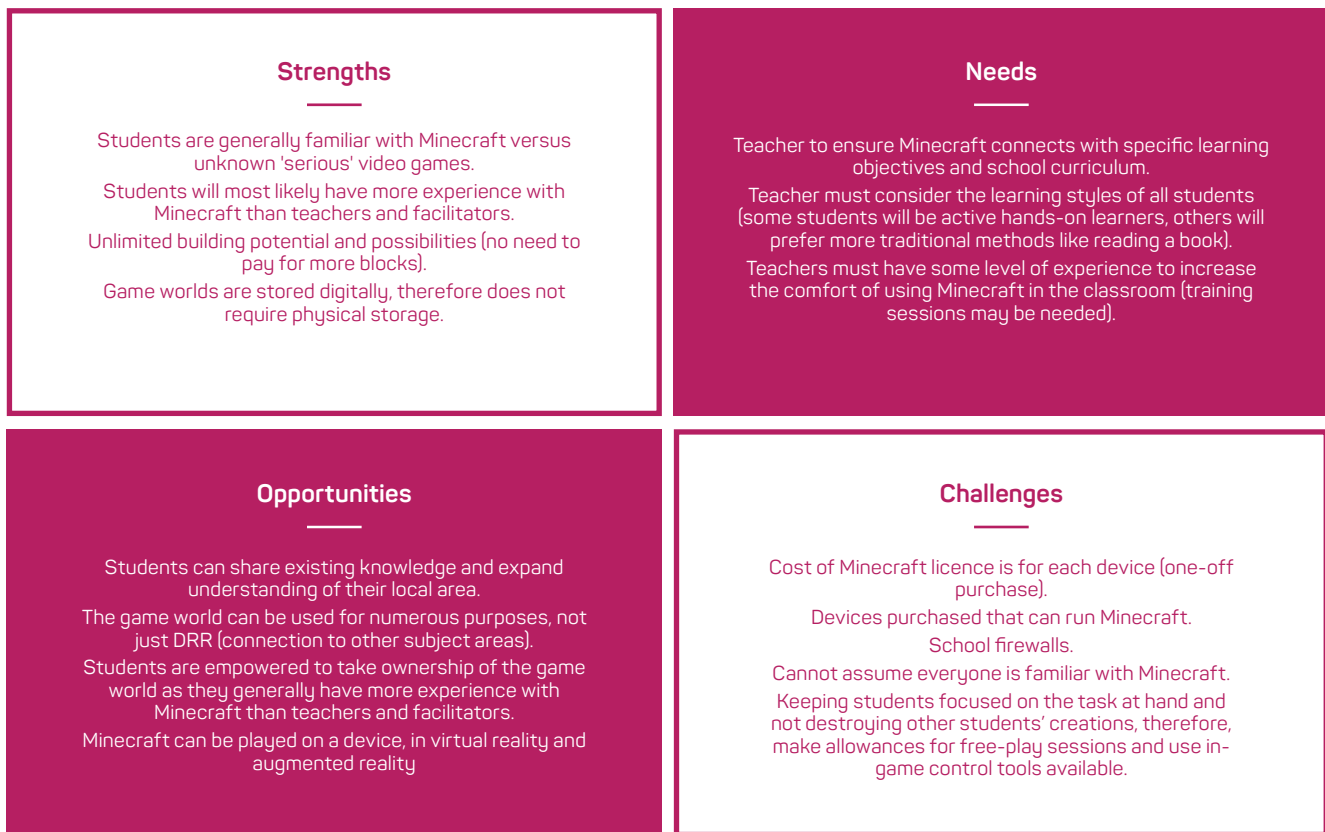 Strengths
Students are generally familiar with Minecraft versus
unknown 'serious' video games.
Students will most likely have more experience with
Minecraft than teachers and facilitators.
Unlimited building potential and possibilities (no need to
pay for more blocks).
Game worlds are stored digitally, therefore does not
require physical storage.
Needs
Teacher to ensure Minecraft connects with specific learning
objectives and school curriculum.
Teacher must consider the learning styles of all students
(some students will be active hands-on learners, others will
prefer more traditional methods like reading a book).
Teachers must have some level of experience to increase
the comfort of using Minecraft in the classroom (training
sessions may be needed).
Opportunities
Students can share existing knowledge and expand
understanding of their local area.
The game world can be used for numerous purposes, not
just DRR (connection to other subject areas).
Students are empowered to take ownership of the game
world as they generally have more experience with
Minecraft than teachers and facilitators.
Minecraft can be played on a device, in virtual reality and
augmented reality
Challenges
Cost of Minecraft licence is for each device (one-off
purchase).
Devices purchased that can run Minecraft.
School firewalls.
Cannot assume everyone is familiar with Minecraft.
Keeping students focused on the task at hand and
not destroying other students’ creations, therefore,
make allowances for free-play sessions and use in-
game control tools available.